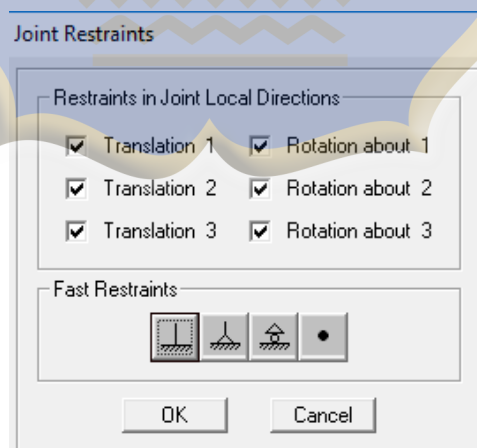 Joint Restraints
Restraints in Joint Local Directions
Translation 1 Rotation about 1
Translation 2 Rotation about 2
Translation 3 Rotation about 3
Fast Restraints
OK Cancel